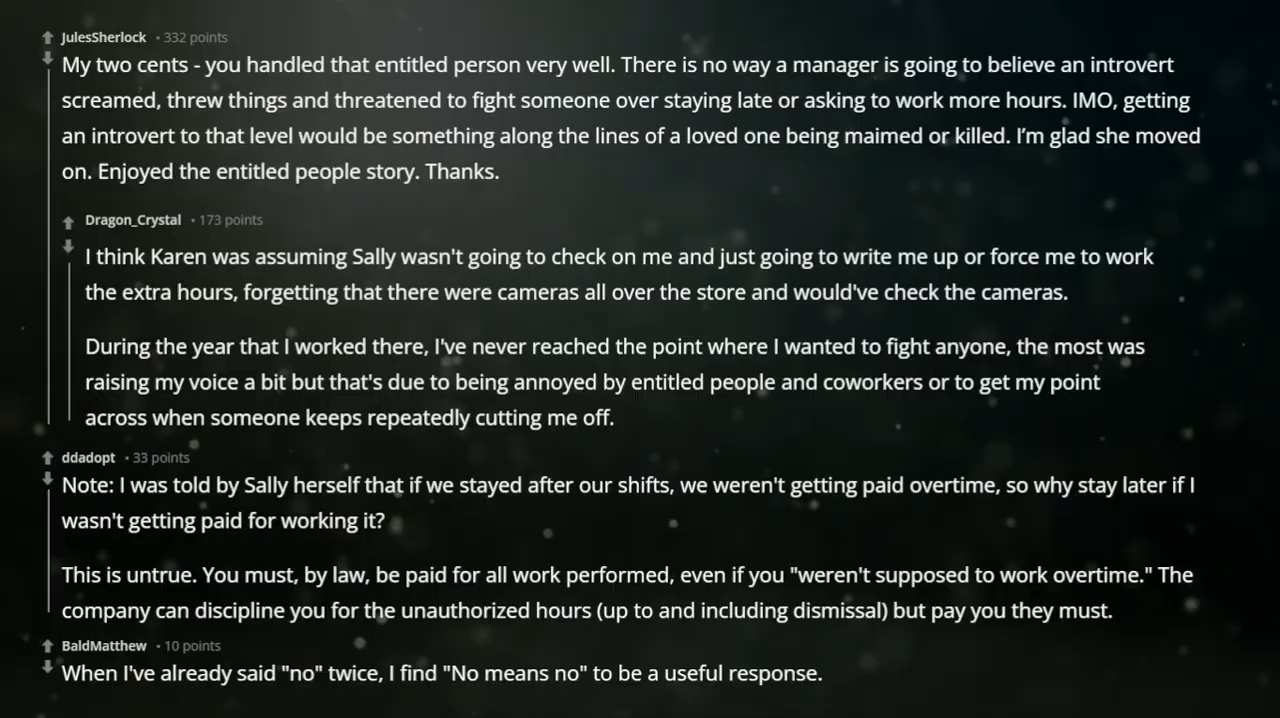 JulesSherlock • 332 points
My two cents - you handled that entitled person very well. There is no way a manager is going to believe an introvert
screamed, threw things and threatened to fight someone over staying late or asking to work more hours. IMO, getting
an introvert to that level would be something along the lines of a loved one being maimed or killed. I'm glad she moved
on. Enjoyed the entitled people story. Thanks.
Dragon_Crystal • 173 points
I think Karen was assuming Sally wasn't going to check on me and just going to write me up or force me to work
the extra hours, forgetting that there were cameras all over the store and would've check the cameras.
During the year that I worked there, I've never reached the point where I wanted to fight anyone, the most was
raising my voice a bit but that's due to being annoyed by entitled people and coworkers or to get my point
across when someone keeps repeatedly cutting me off.
ddadopt • 33 points
Note: I was told by Sally herself that if we stayed after our shifts, we weren't getting paid overtime, so why stay later if I
wasn't getting paid for working it?
This is untrue. You must, by law, be paid for all work performed, even if you "weren't supposed to work overtime." The
company can discipline you for the unauthorized hours (up to and including dismissal) but pay you they must.
BaldMatthew • 10 points
When I've already said "no" twice, I find "No means no" to be a useful response.